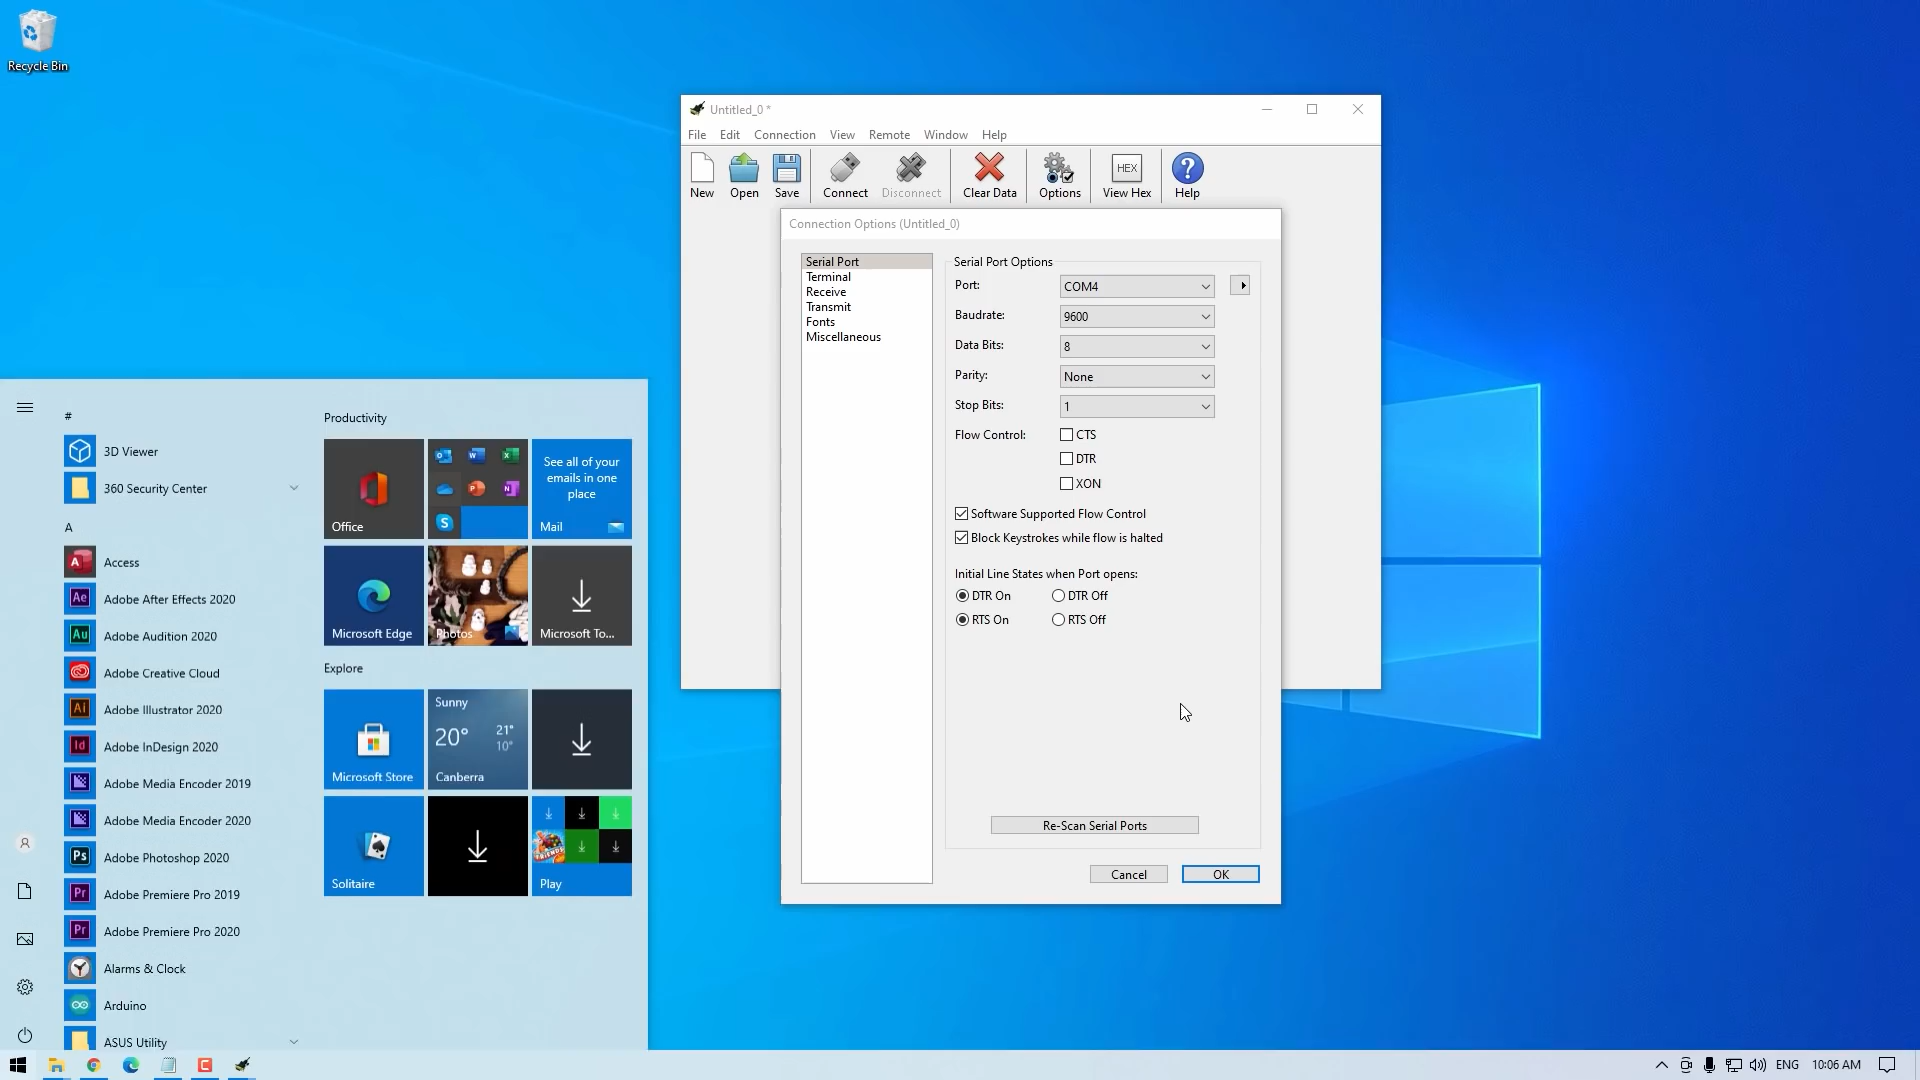 Recycle Bin
Untitled_0 *
File Edit Connection View Remote Window Help
New Open Save Connect Disconnect Clear Data Options HEX View Hex ? Help
Connection Options (Untitled_0)
Serial Port
Terminal
Receive
Transmit
Fonts
Miscellaneous
Serial Port Options
Port: COM4
Baudrate: 9600
Data Bits: 8
Parity: None
Stop Bits: 1
Flow Control: CTS
DTR
XON
Software Supported Flow Control
Block Keystrokes while flow is halted
Initial Line States when Port opens:
DTR On DTR Off
RTS On RTS Off
Re-Scan Serial Ports
Cancel OK
#
3D Viewer
360 Security Center
A
Access
Adobe After Effects 2020
Adobe Audition 2020
Adobe Creative Cloud
Adobe Illustrator 2020
Adobe InDesign 2020
Adobe Media Encoder 2019
Adobe Media Encoder 2020
Adobe Photoshop 2020
Adobe Premiere Pro 2019
Adobe Premiere Pro 2020
Alarms & Clock
Arduino
ASUS Utility
A
Ae
Au
Ai
Id
Ps
Pr
Pr
Productivity
Office
See all of your
emails in one
place
Mail
Microsoft Edge
Photos
Microsoft To...
Explore
Microsoft Store
Sunny
20° 21°
10°
Canberra
Solitaire
FRIENDS
Play
ENG 10:06 AM